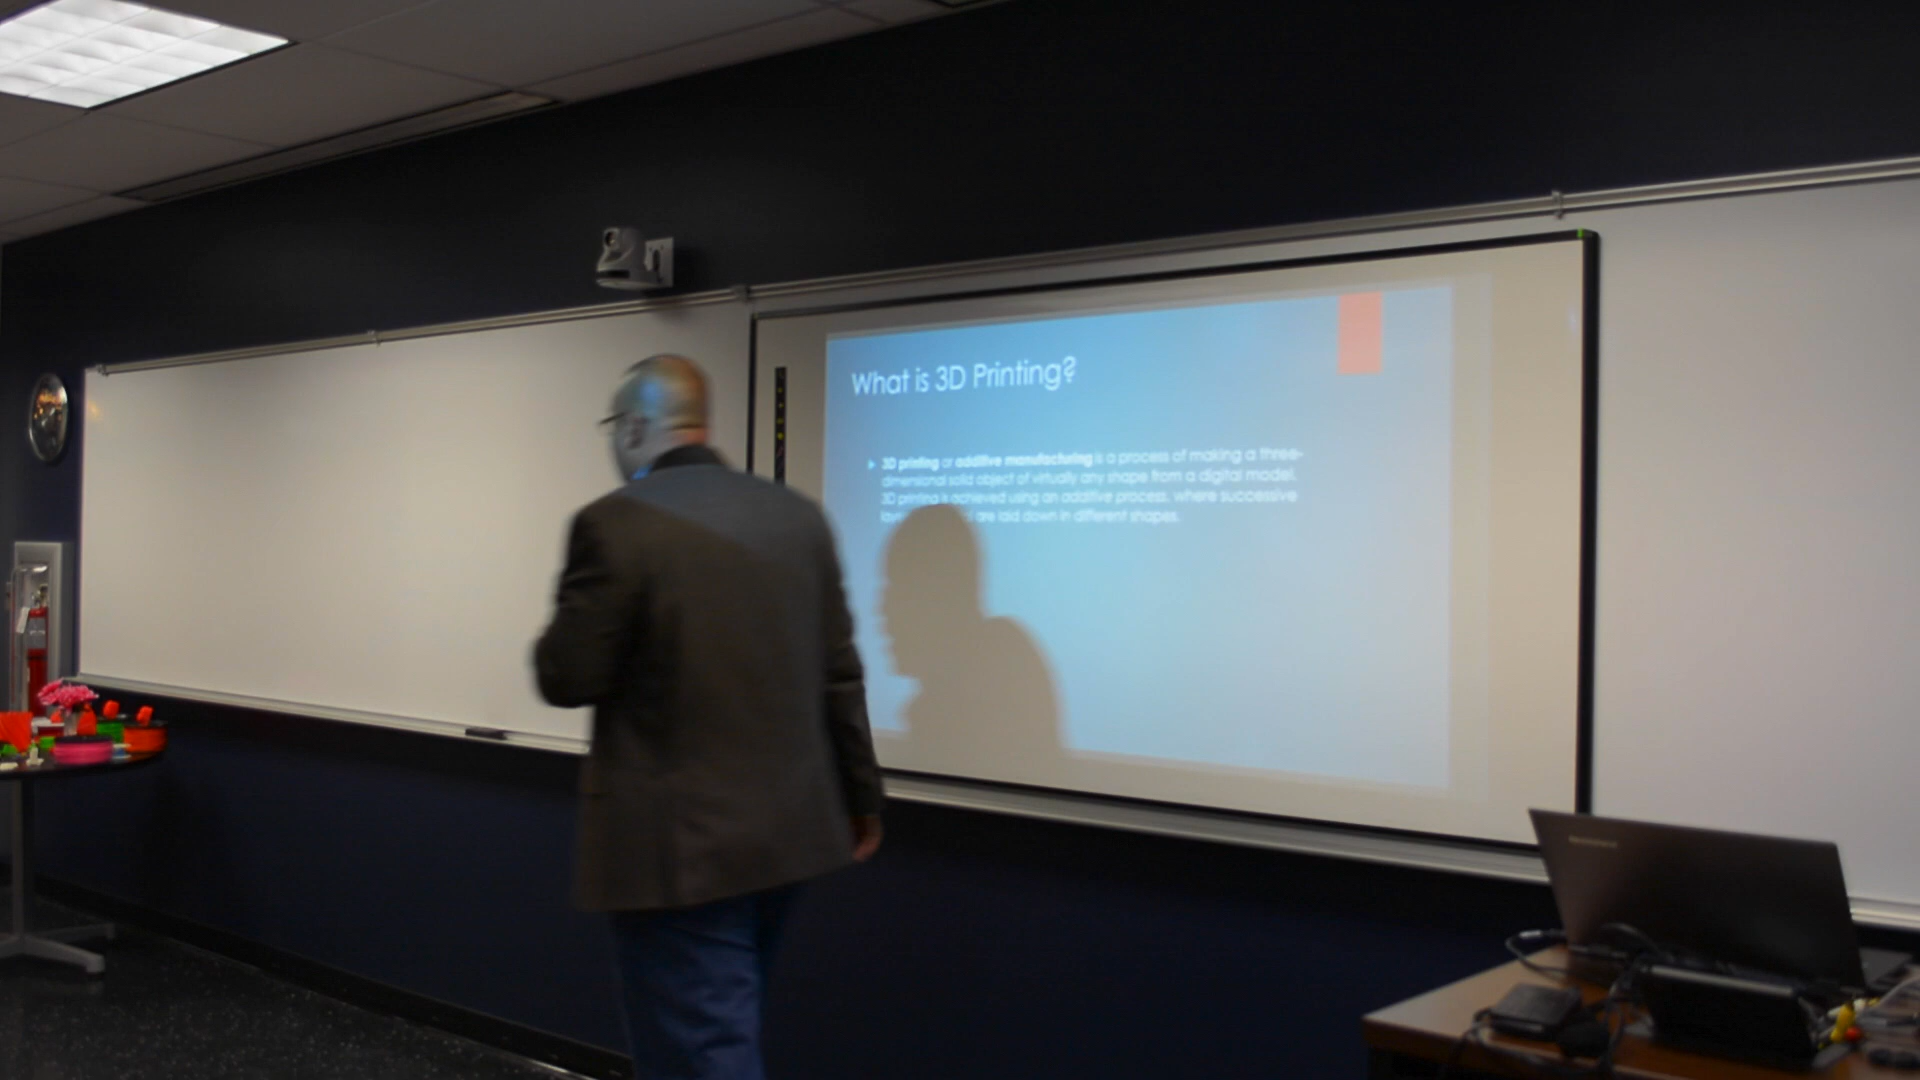 What is 3D Printing?
3D printing or additive manufacturing is a process of making a three-
dimensional solid object of virtually any shape from a digital model.
3D printing is achieved using an additive process, where successive
are laid down in different shapes.